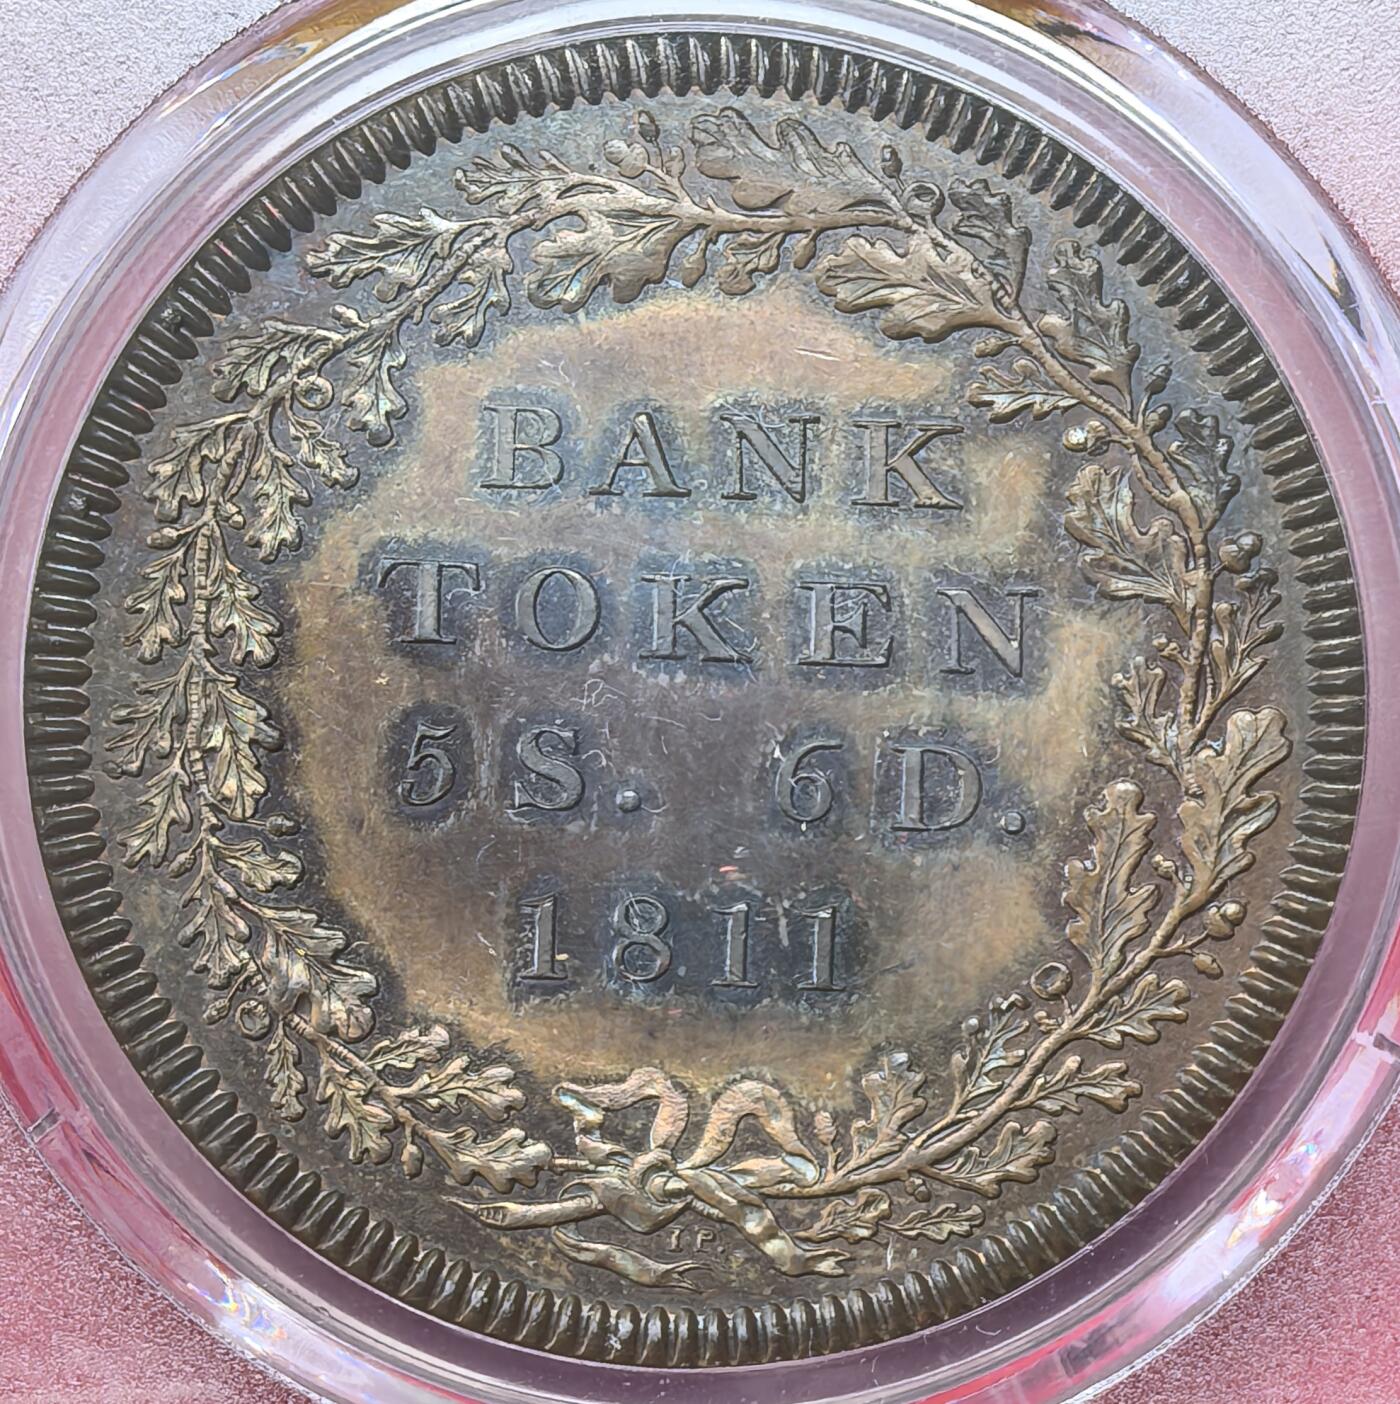 BANK
TOKEN
5S. 6D.
1811
I P.